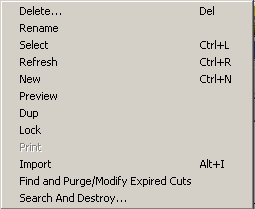 Delete... Del
Rename
Select Ctrl+L
Refresh Ctrl+R
New Ctrl+N
Preview
Dup
Lock
Print
Import Alt+I
Find and Purge/Modify Expired Cuts
Search And Destroy...